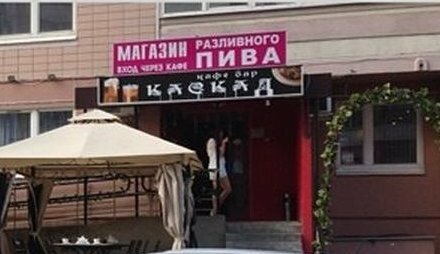 МАГАЗИН РАЗЛИВНОГО
ВХОД ЧЕРЕЗ КАФЕ ПИВА
кафе бар
КАСКАД